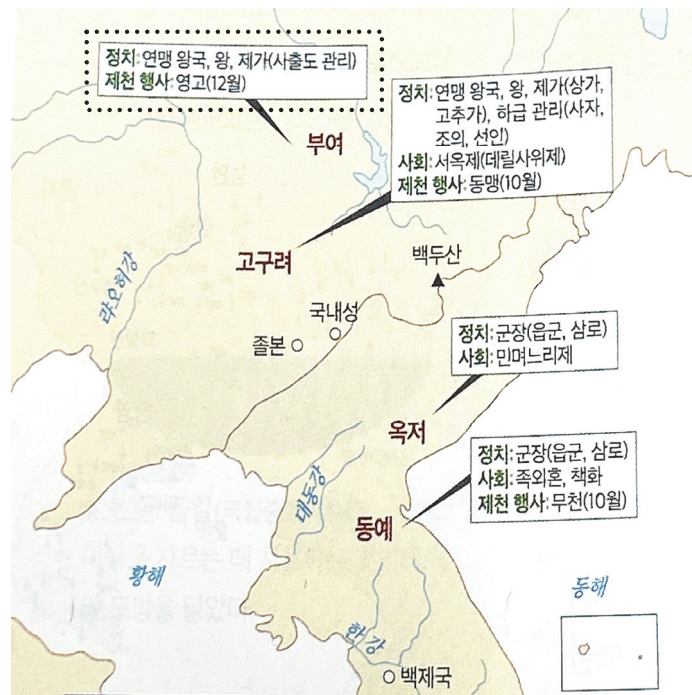 정치: 연맹 왕국, 왕, 제가(사출도 관리)
제천 행사: 영고(12월)
정치: 연맹 왕국, 왕, 제가(상가,
고추가), 하급 관리(사자,
조의, 선인)
사회: 서옥제(데릴사위제)
제천 행사: 동맹(10월)
부여
고구려
백두산
랴오허강
국내성
졸본
정치: 군장(읍군, 삼로)
사회: 민며느리제
옥저
정치: 군장(읍군, 삼로)
사회: 족외혼, 책화
제천 행사: 무천(10월)
대동강
동예
황해
동해
한강
백제국